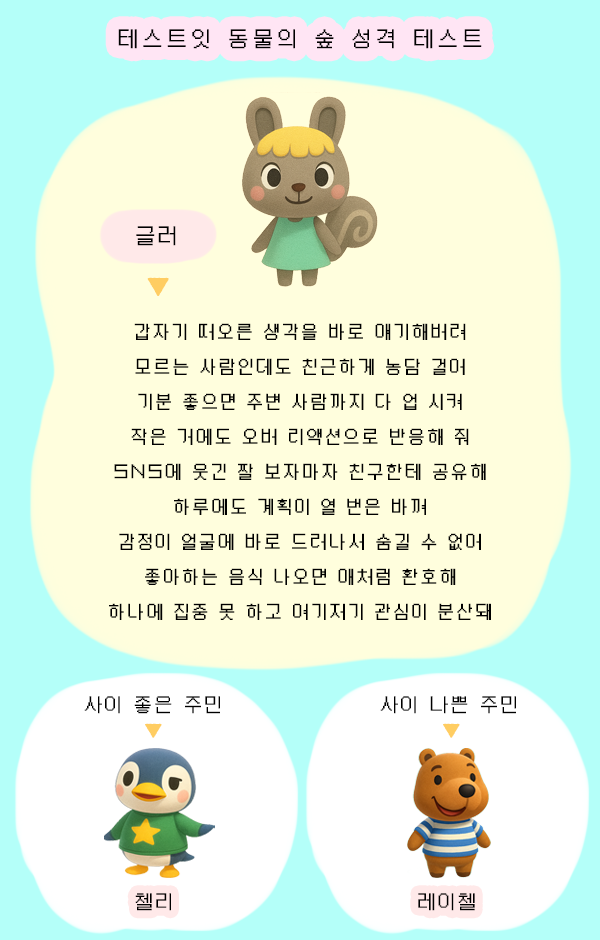 테스트잇 동물의 숲 성격 테스트
글러
갑자기 떠오른 생각을 바로 얘기해버려
모르는 사람인데도 친근하게 농담 걸어
기분 좋으면 주변 사람까지 다 업 시켜
작은 거에도 오버 리액션으로 반응해 줘
SNS에 웃긴 짤 보자마자 친구한테 공유해
하루에도 계획이 열 번은 바껴
감정이 얼굴에 바로 드러나서 숨길 수 없어
좋아하는 음식 나오면 애처럼 환호해
하나에 집중 못 하고 여기저기 관심이 분산돼
사이 좋은 주민
사이 나쁜 주민
첼리
레이첼